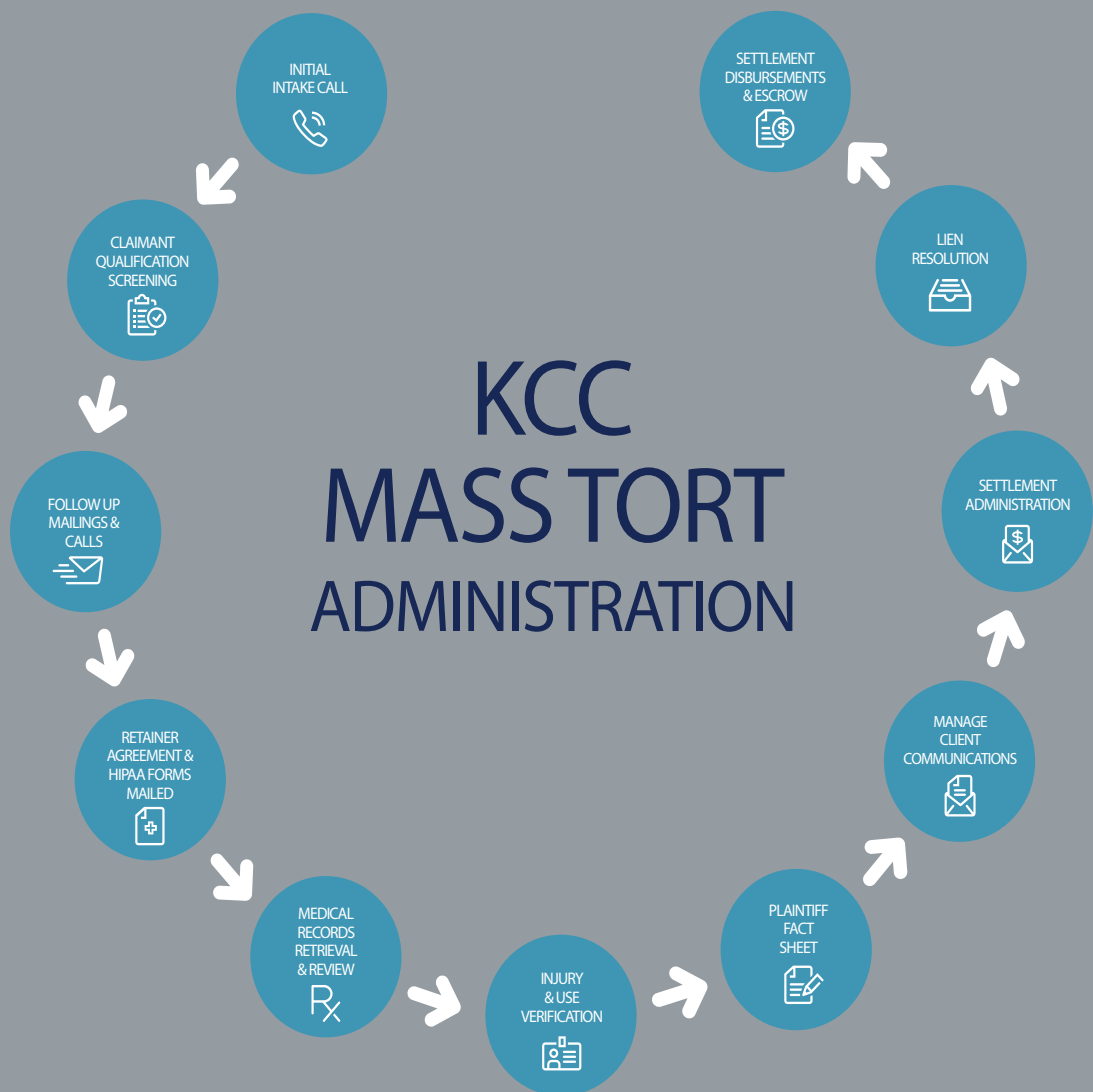 INITIAL
INTAKE CALL
CLAIMANT
QUALIFICATION
SCREENING
FOLLOW UP
MAILINGS &
CALLS
RETAINER
AGREEMENT &
HIPAA FORMS
MAILED
MEDICAL
RECORDS
RETRIEVAL
& REVIEW
Rx
INJURY
& USE
VERIFICATION
PLAINTIFF
FACT
SHEET
MANAGE
CLIENT
COMMUNICATIONS
SETTLEMENT
ADMINISTRATION
$
LIEN
RESOLUTION
SETTLEMENT
DISBURSEMENTS
& ESCROW
$
KCC
MASS TORT
ADMINISTRATION